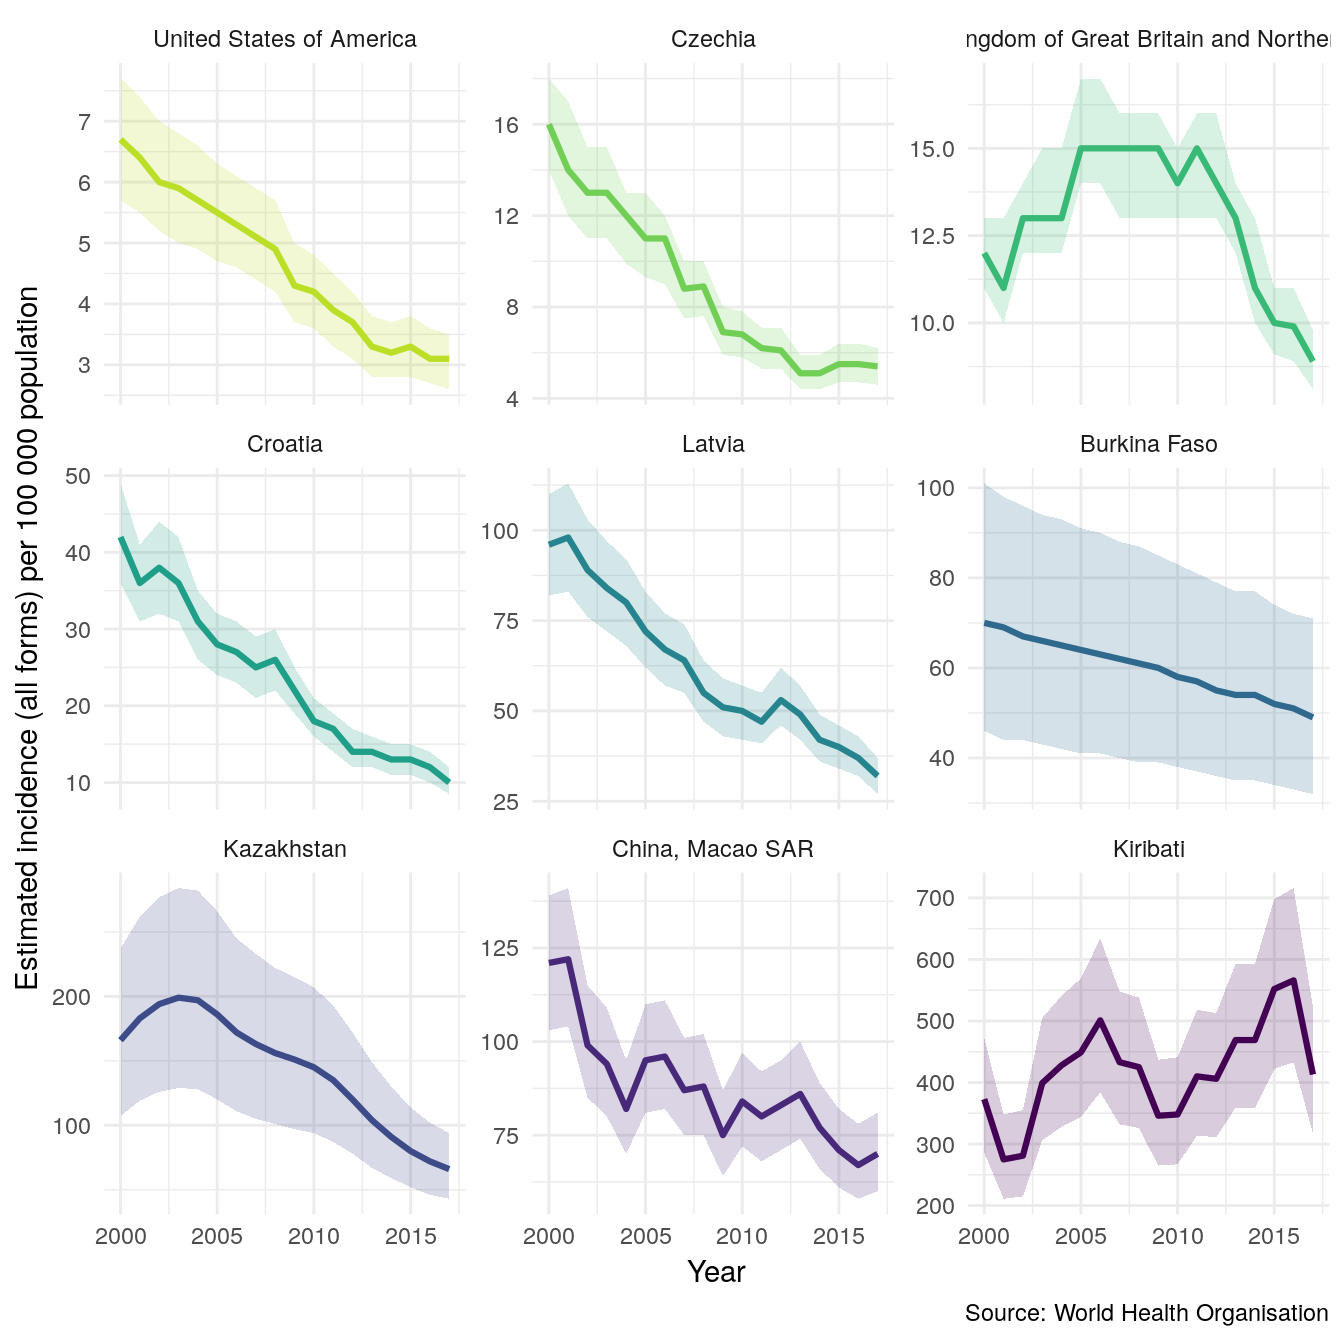 United States of America
Czechia
ngdom of Great Britain and Norther
7
6
5
4
3
16
12
8
4
15.0
12.5
10.0
Estimated incidence (all forms) per 100 000 population
Croatia
Latvia
Burkina Faso
50
40
30
20
10
100
75
50
25
100
80
60
40
Kazakhstan
China, Macao SAR
Kiribati
200
100
125
100
75
700
600
500
400
300
200
2000 2005 2010 2015
2000 2005 2010 2015
2000 2005 2010 2015
Year
Source: World Health Organisation